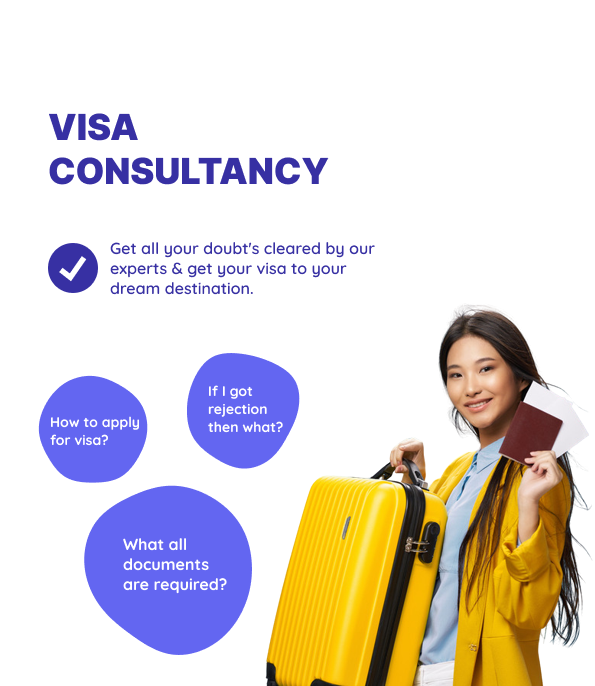 VISA
CONSULTANCY
Get all your doubt's cleared by our
experts & get your visa to your
dream destination.
If I got
rejection
then what?
How to apply
for visa?
What all
documents
are required?